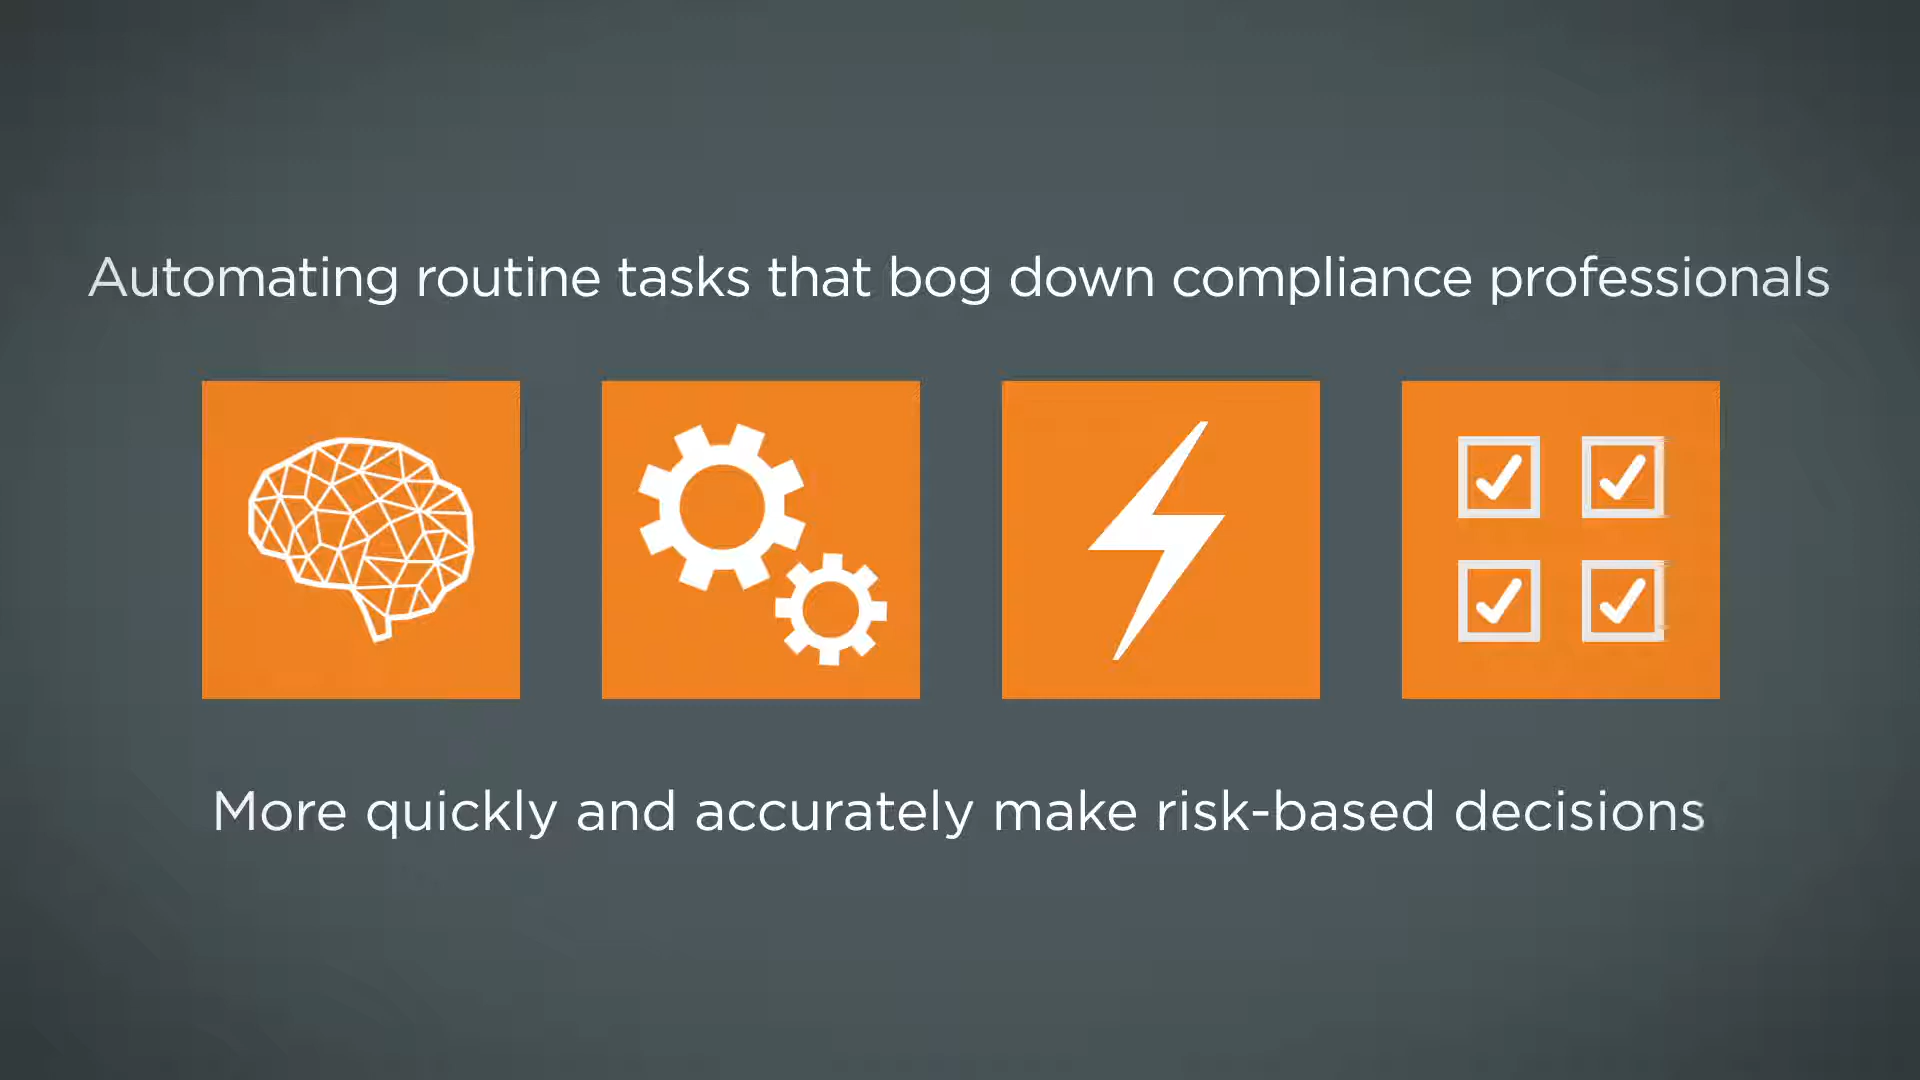 Automating routine tasks that bog down compliance professionals
More quickly and accurately make risk-based decisions